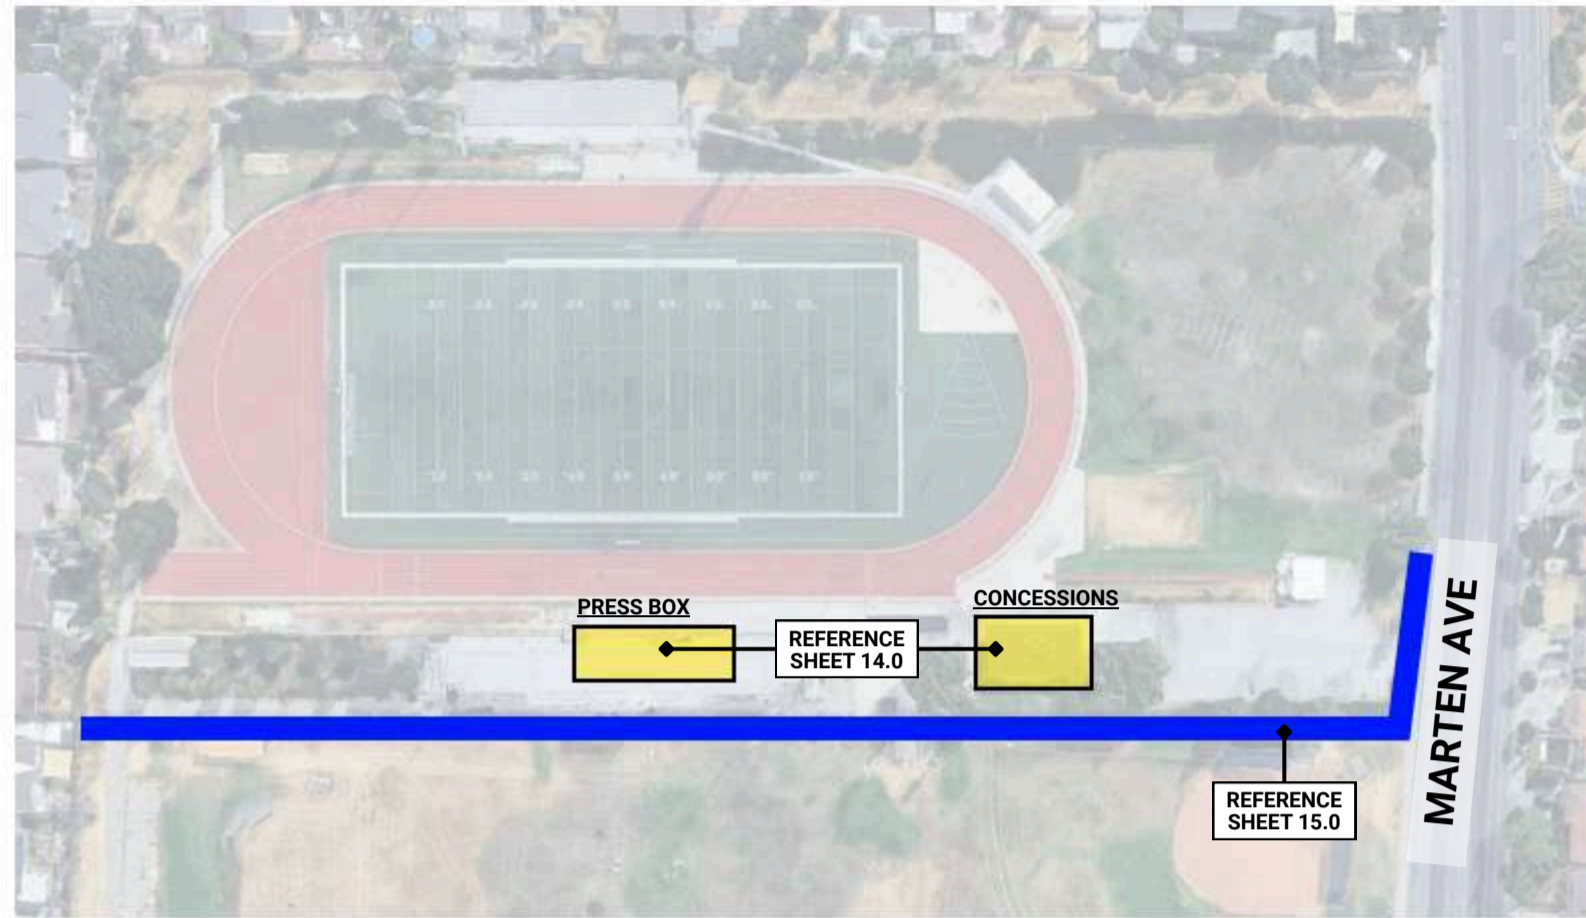 PRESS BOX
CONCESSIONS
REFERENCE
SHEET 14.0
REFERENCE
SHEET 15.0
MARTEN AVE